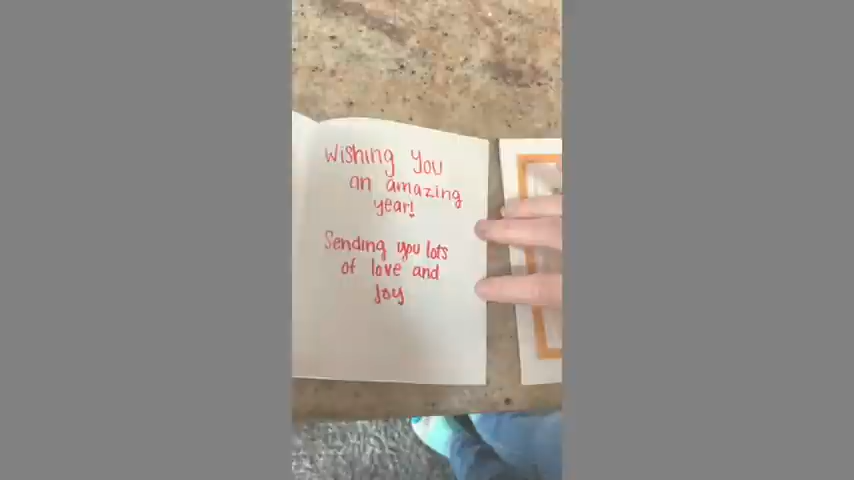 Wishing You
an amazing
year!
Sending you lots
of love and
Joy